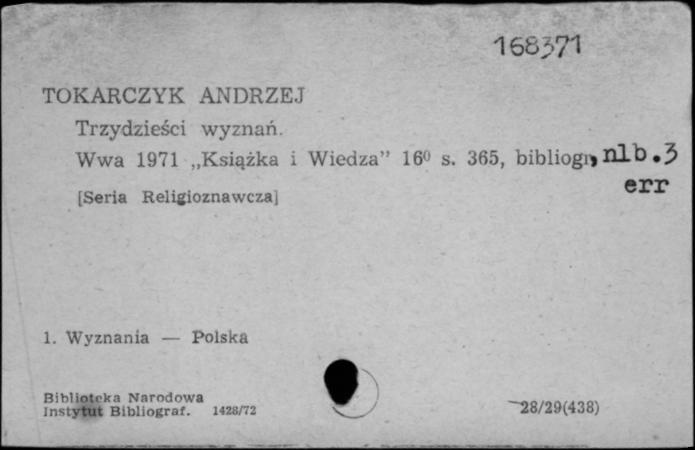 168371
TOKARCZYK ANDRZEJ
Trzydzieści wyznań.
Wwa 1971 „Książka i Wiedza” 16⁰ s. 365, bibliogr, nlb.3
err
[Seria Religioznawcza]
1. Wyznania — Polska
Biblioteka Narodowa
Instytut Bibliograf. 1428/72
28/29(438)